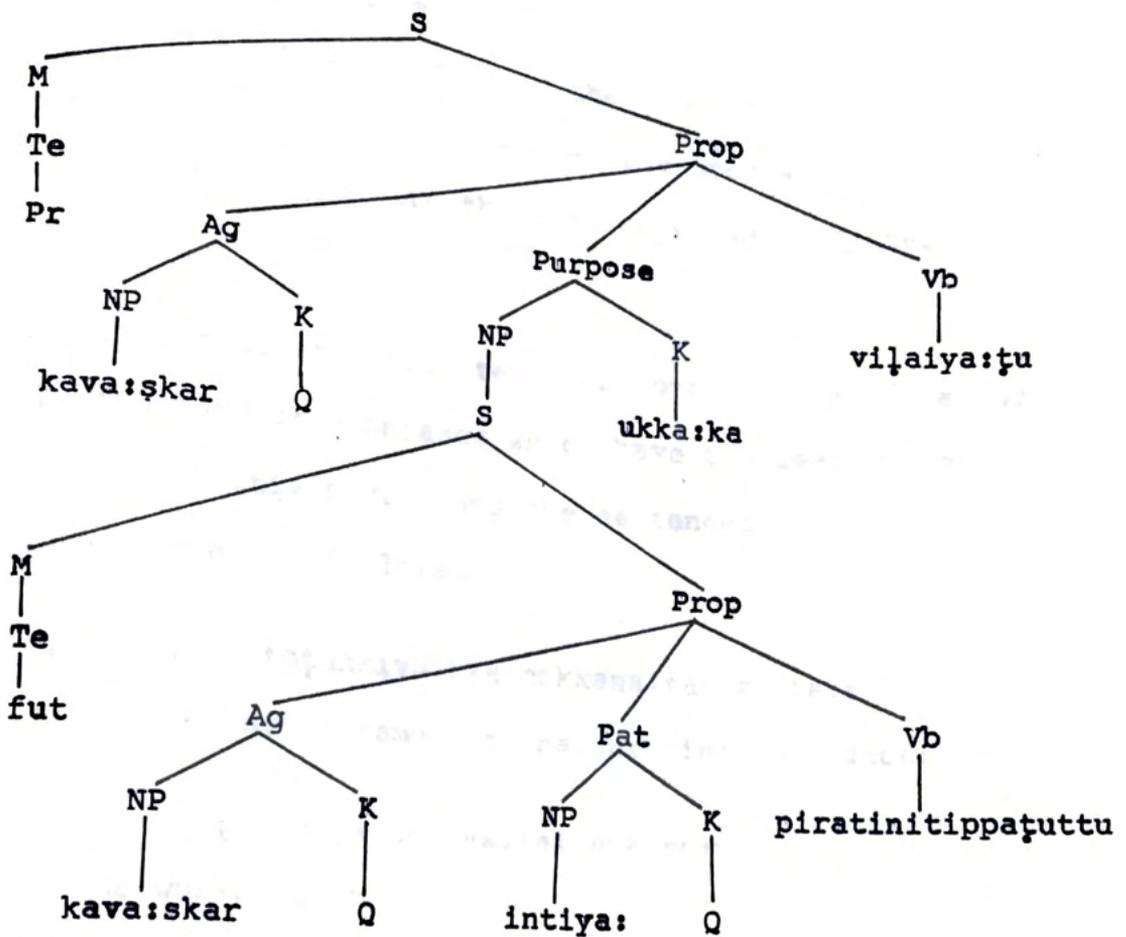 S
M
Te
Prop
Pr
Ag
Purpose
Vb
NP
K
NP
K
viḷaiya:ṭu
kava:ṣkar
Q
S
ukka:ka
M
Prop
Te
fut
Ag
Pat
Vb
NP
K
NP
K
piratinitippaṭuttu
kava:skar
Q
intiya:
Q